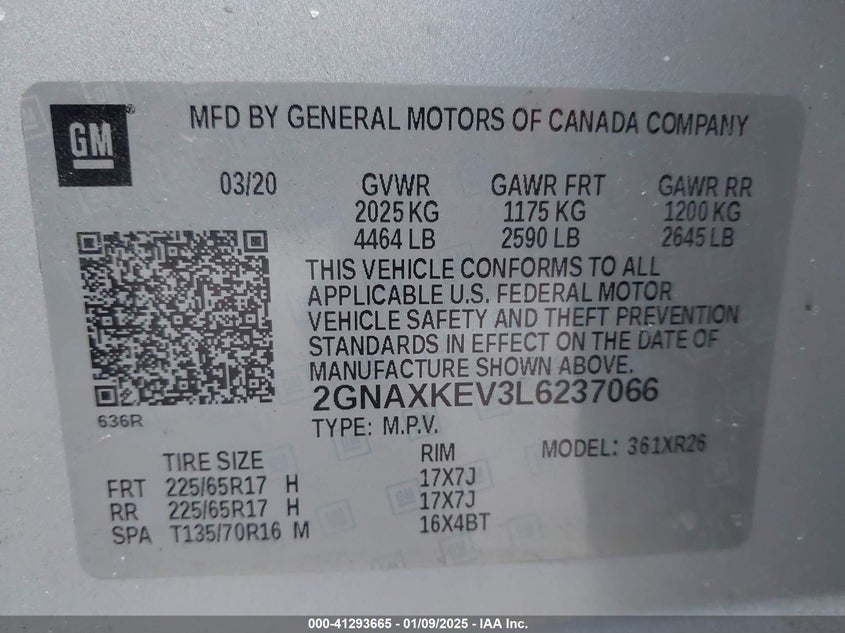 GM
MFD BY GENERAL MOTORS OF CANADA COMPANY
03/20 GVWR GAWR FRT GAWR RR
2025 KG 1175 KG 1200 KG
4464 LB 2590 LB 2645 LB
THIS VEHICLE CONFORMS TO ALL
APPLICABLE U.S. FEDERAL MOTOR
VEHICLE SAFETY AND THEFT PREVENTION
STANDARDS IN EFFECT ON THE DATE OF
MANUFACTURE SHOWN ABOVE.
2GNAXKEV3L6237066
636R
TYPE: M.P.V.
TIRE SIZE RIM MODEL: 361XR26
FRT 225/65R17 H 17X7J
RR 225/65R17 H 17X7J
SPA T135/70R16 M 16X4BT
000-41293665 - 01/09/2025 - IAA Inc.